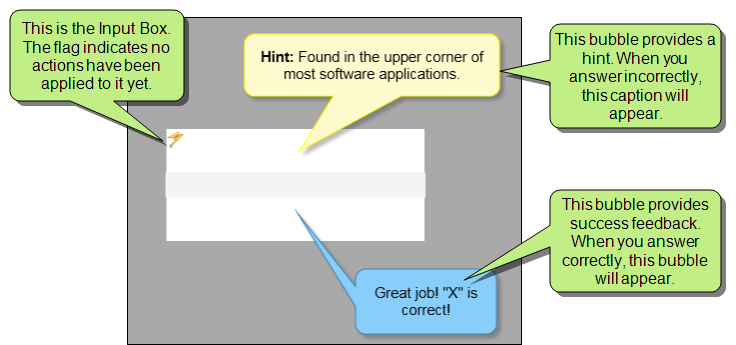 This is the Input Box.
The flag indicates no
actions have been
applied to it yet.
Hint: Found in the upper corner of
most software applications.
This bubble provides a
hint. When you
answer incorrectly,
this caption will
appear.
This bubble provides
success feedback.
When you answer
correctly, this bubble
will appear.
Great job! "X" is
correct!